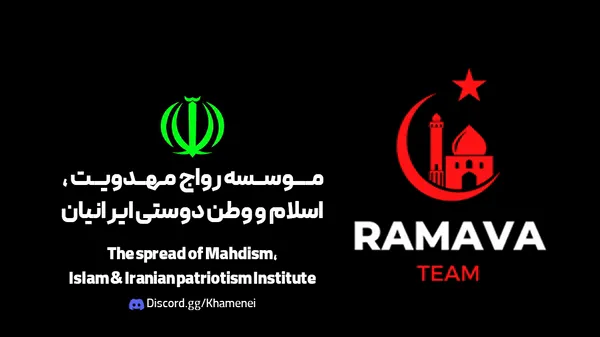 موسسه رواج مهدویت ،
اسلام و وطن دوستی ایرانیان
The spread of Mahdism,
Islam & Iranian patriotism Institute
Discord.gg/Khamenei
RAMAVA
TEAM